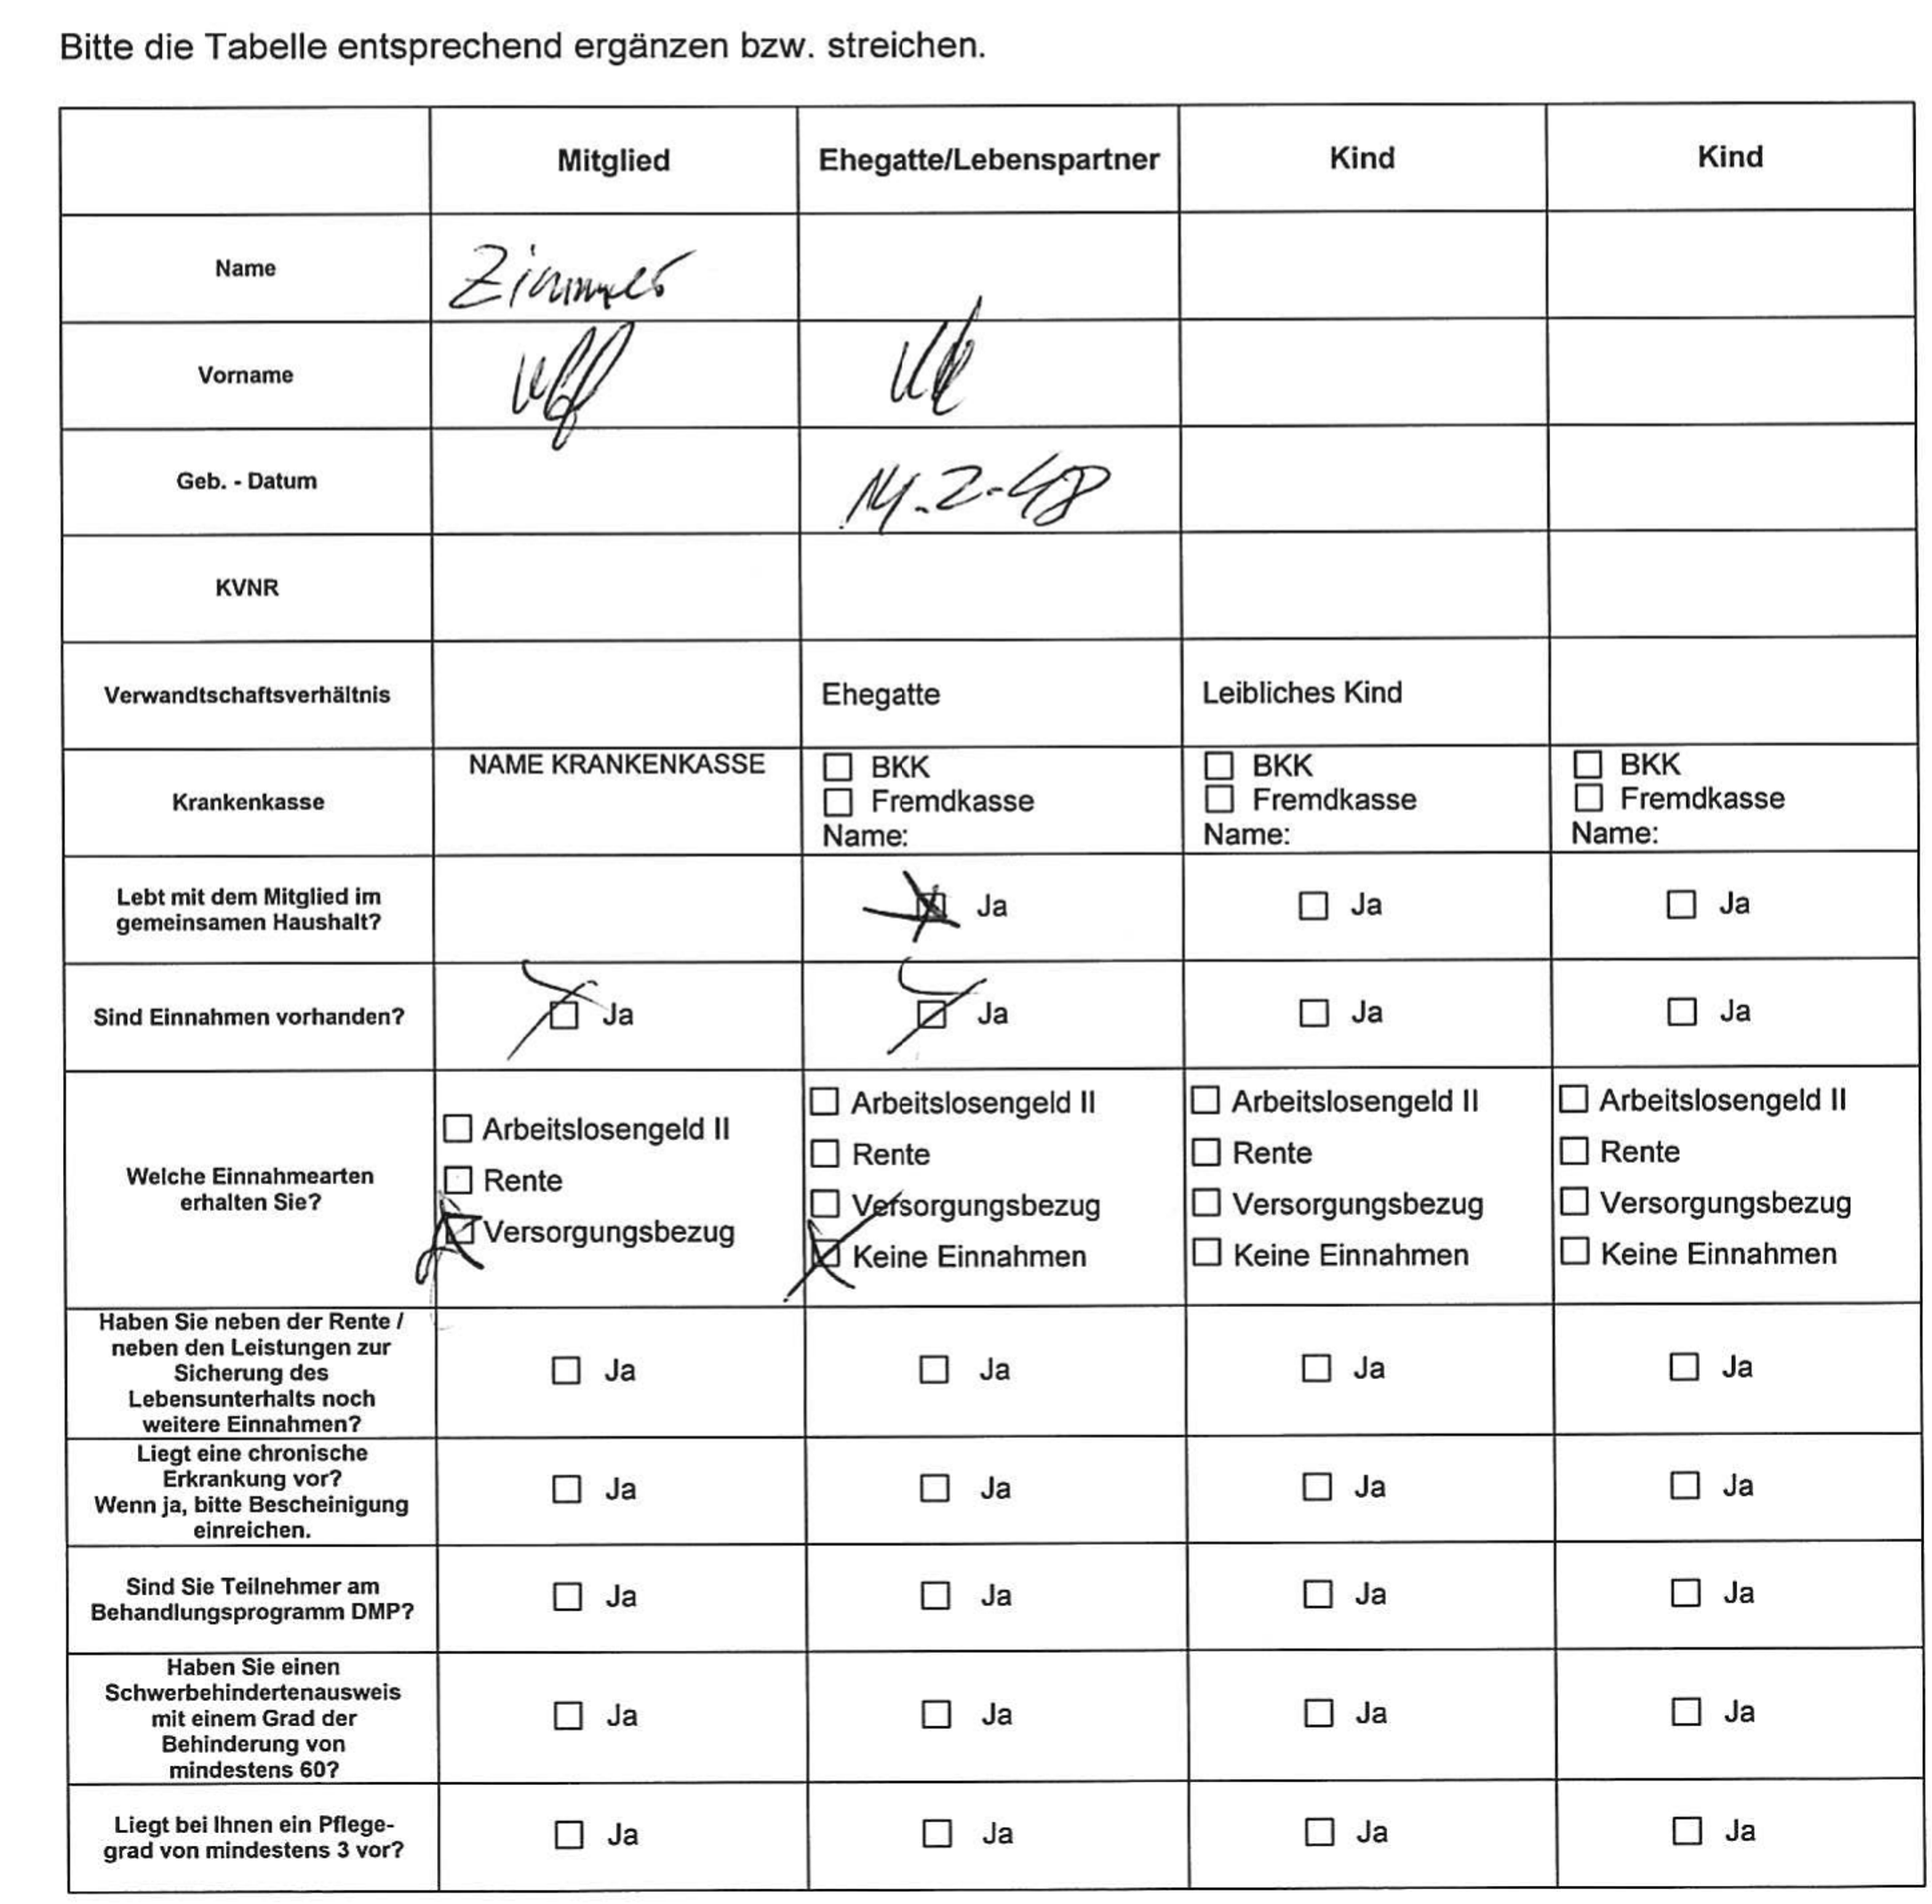 Bitte die Tabelle entsprechend ergänzen bzw. streichen.
Mitglied Ehegatte/Lebenspartner Kind Kind
Name Zimmer
Vorname
Geb. - Datum 14.2-48
KVNR
Verwandtschaftsverhältnis Ehegatte Leibliches Kind
Krankenkasse
NAME KRANKENKASSE
BKK
Fremdkasse
Name:
BKK
Fremdkasse
Name:
BKK
Fremdkasse
Name:
Lebt mit dem Mitglied im
gemeinsamen Haushalt?
Ja Ja Ja
Sind Einnahmen vorhanden? Ja Ja Ja Ja
Welche Einnahmearten
erhalten Sie?
Arbeitslosengeld II
Rente
Versorgungsbezug
Arbeitslosengeld II
Rente
Versorgungsbezug
Keine Einnahmen
Arbeitslosengeld II
Rente
Versorgungsbezug
Keine Einnahmen
Arbeitslosengeld II
Rente
Versorgungsbezug
Keine Einnahmen
Haben Sie neben der Rente /
neben den Leistungen zur
Sicherung des
Lebensunterhalts noch
weitere Einnahmen?
Ja Ja Ja Ja
Liegt eine chronische
Erkrankung vor?
Wenn ja, bitte Bescheinigung
einreichen.
Ja Ja Ja Ja
Sind Sie Teilnehmer am
Behandlungsprogramm DMP?
Ja Ja Ja Ja
Haben Sie einen
Schwerbehindertenausweis
mit einem Grad der
Behinderung von
mindestens 60?
Ja Ja Ja Ja
Liegt bei Ihnen ein Pflege-
grad von mindestens 3 vor?
Ja Ja Ja Ja